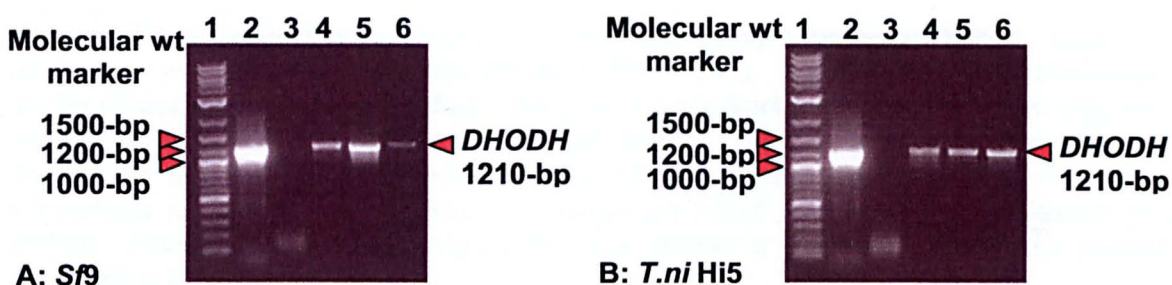 1 2 3 4 5 6
Molecular wt
marker
1500-bp
1200-bp
1000-bp
DHODH
1210-bp
A: Sf9
1 2 3 4 5 6
Molecular wt
marker
1500-bp
1200-bp
1000-bp
DHODH
1210-bp
B: T.ni Hi5